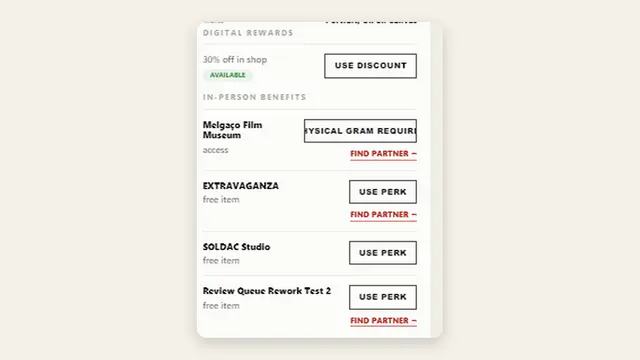 DIGITAL REWARDS
30% off in shop
USE DISCOUNT
AVAILABLE
IN-PERSON BENEFITS
Melgaço Film
Museum
YSICAL GRAM REQUIR
access
FIND PARTNER –
EXTRAVAGANZA
USE PERK
free item
FIND PARTNER –
SOLDAC Studio
USE PERK
free item
Review Queue Rework Test 2
USE PERK
free item
FIND PARTNER –